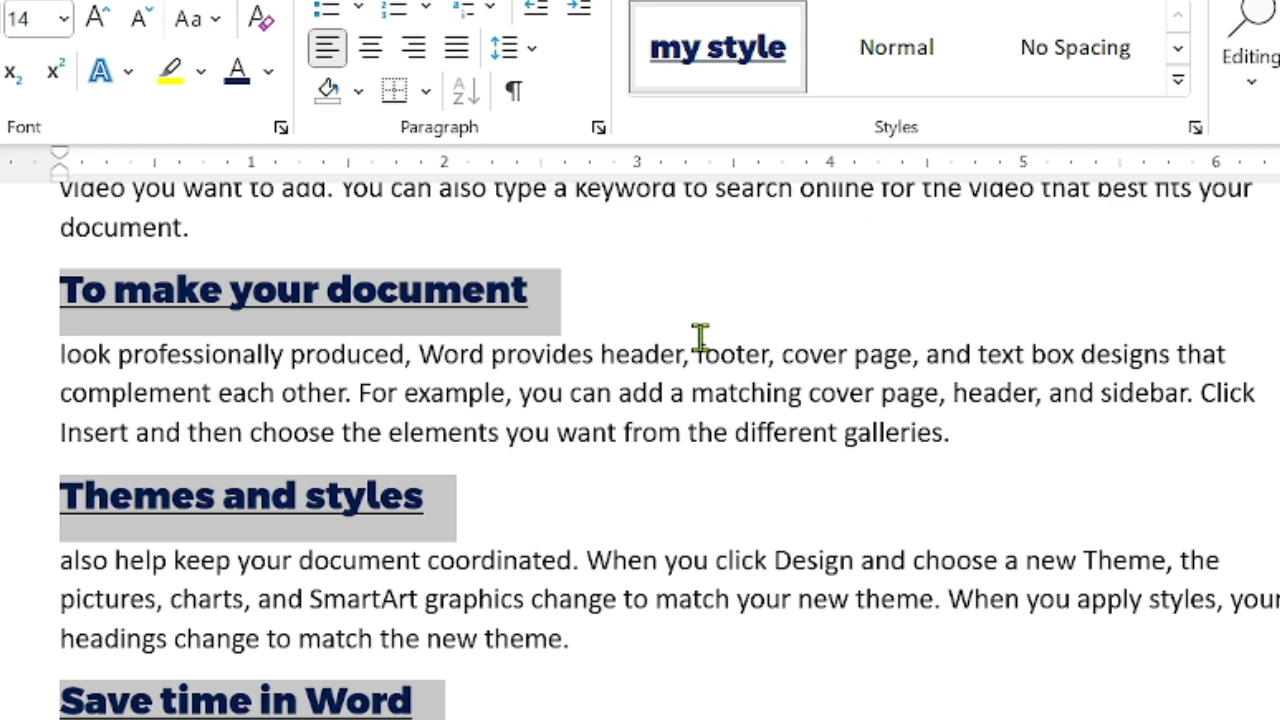 14
Aa
my style
Normal
No Spacing
Editing
Font
Paragraph
Styles
1 2 3 4 5 6
video you want to add. You can also type a keyword to search online for the video that best fits your
document.
To make your document
look professionally produced, Word provides header, footer, cover page, and text box designs that
complement each other. For example, you can add a matching cover page, header, and sidebar. Click
Insert and then choose the elements you want from the different galleries.
Themes and styles
also help keep your document coordinated. When you click Design and choose a new Theme, the
pictures, charts, and SmartArt graphics change to match your new theme. When you apply styles, your
headings change to match the new theme.
Save time in Word